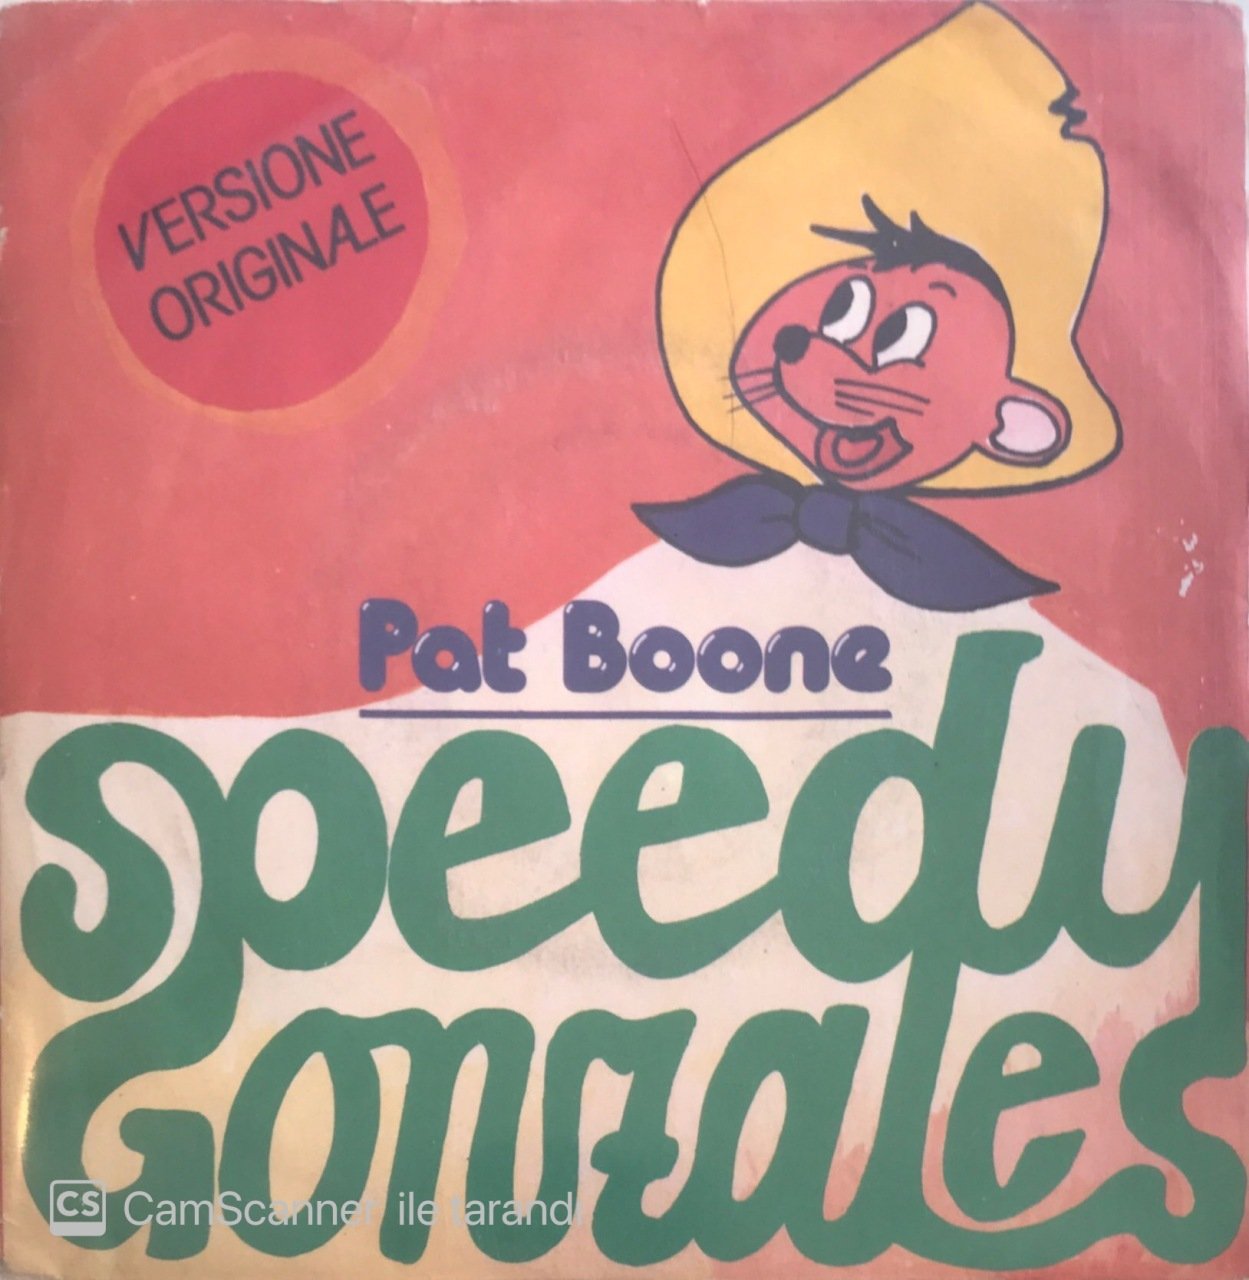 VERSIONE
ORIGINALE
Pat Boone
speedy
Gonzales
CS CamScanner ile tarandı